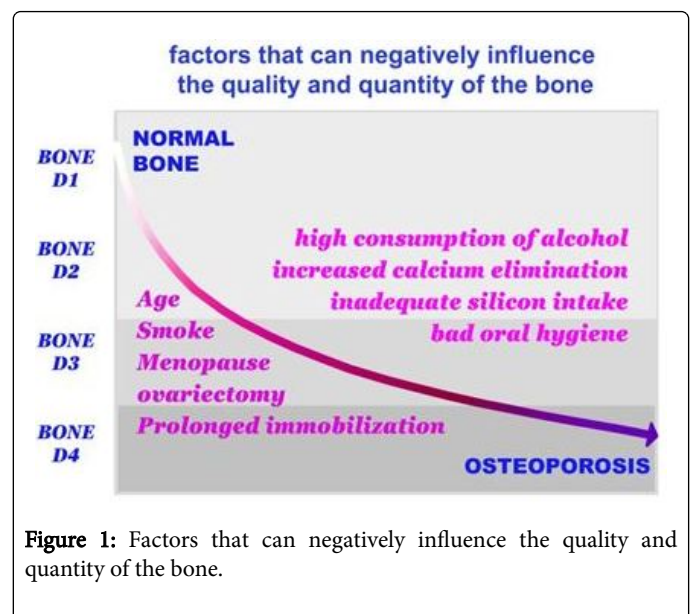 factors that can negatively influence
the quality and quantity of the bone
NORMAL
BONE
BONE
D1
BONE
D2
high consumption of alcohol
increased calcium elimination
inadequate silicon intake
bad oral hygiene
Age
Smoke
Menopause
ovariectomy
Prolonged immobilization
BONE
D3
BONE
D4
OSTEOPOROSIS
Figure 1: Factors that can negatively influence the quality and
quantity of the bone.